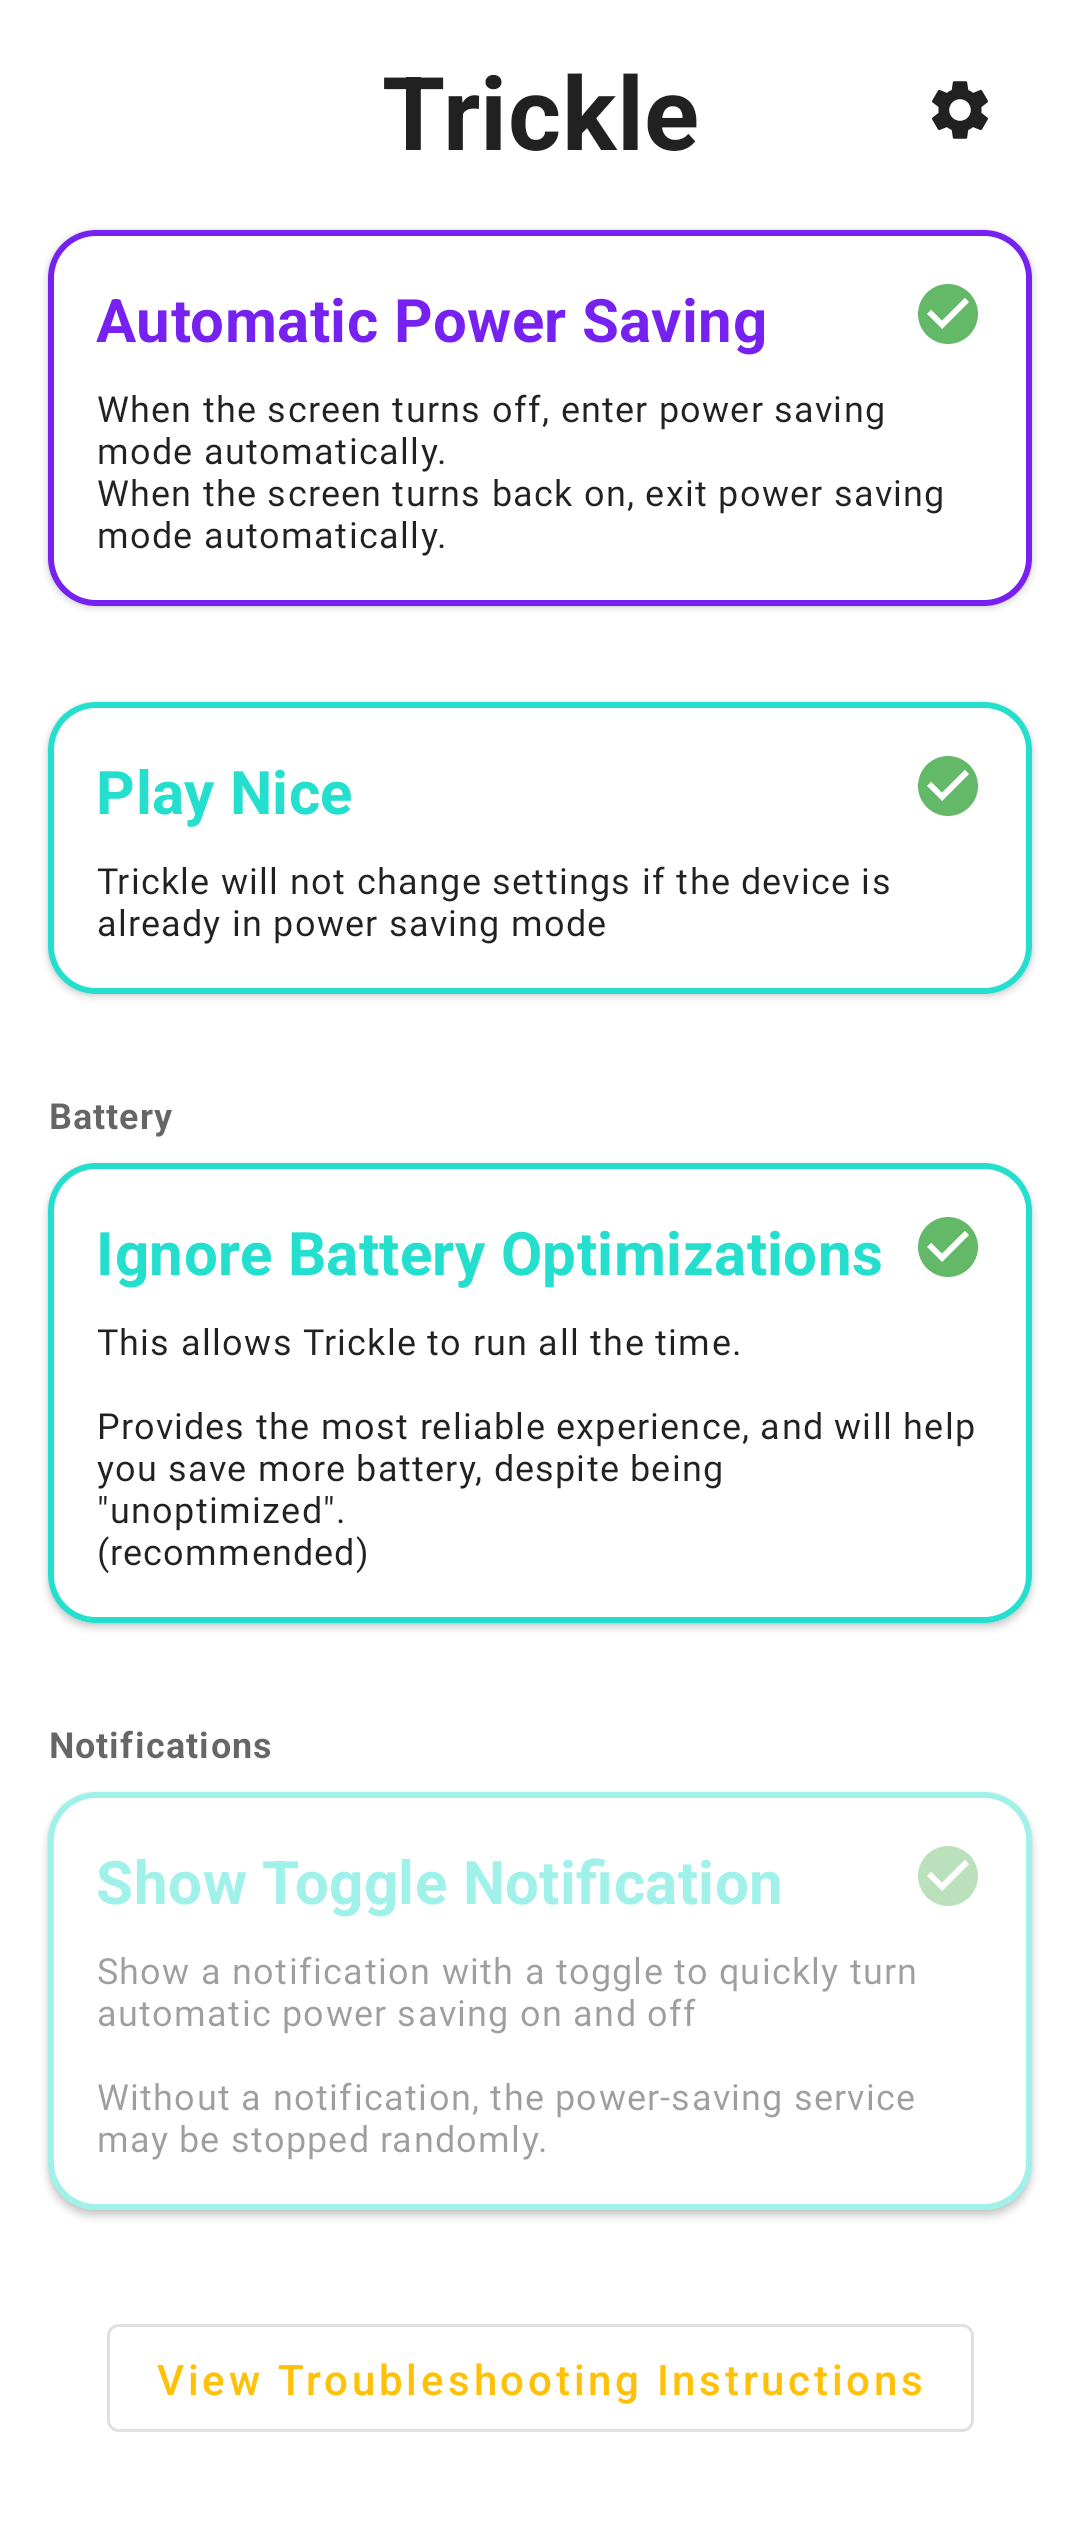 Trickle
Automatic Power Saving
When the screen turns off, enter power saving
mode automatically.
When the screen turns back on, exit power saving
mode automatically.
Play Nice
Trickle will not change settings if the device is
already in power saving mode
Battery
Ignore Battery Optimizations
This allows Trickle to run all the time.
Provides the most reliable experience, and will help
you save more battery, despite being
"unoptimized".
(recommended)
Notifications
Show Toggle Notification
Show a notification with a toggle to quickly turn
automatic power saving on and off
Without a notification, the power-saving service
may be stopped randomly.
View Troubleshooting Instructions